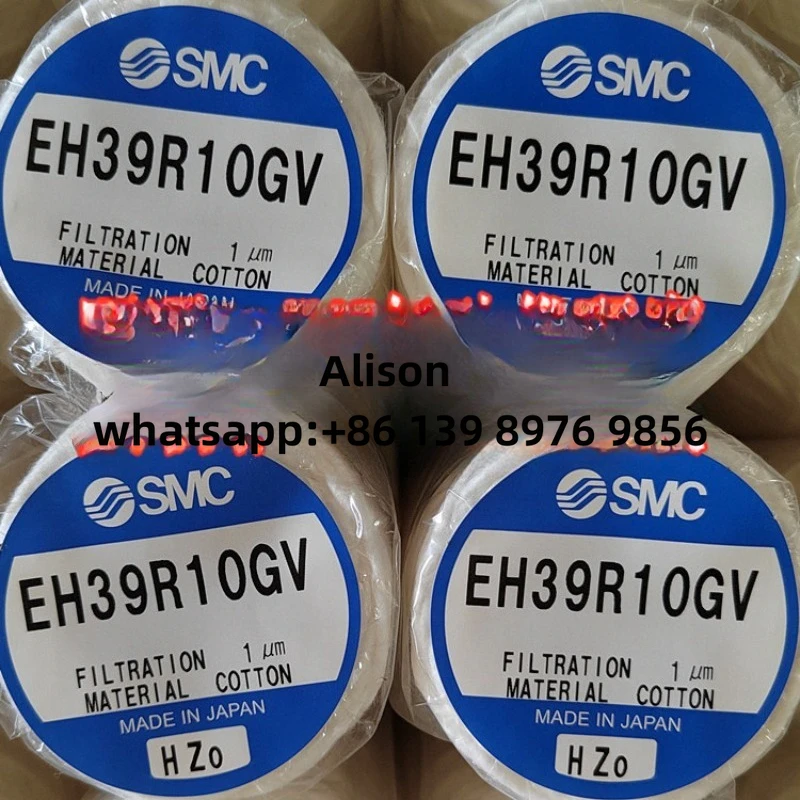 SMC
EH39R10GV
FILTRATION 1 μm
MATERIAL COTTON
MADE IN JAPAN
SMC
EH39R10GV
FILTRATION 1 μm
MATERIAL COTTON
Alison
whatsapp:+86 139 8976 9856
SMC
EH39R10GV
FILTRATION 1 μm
MATERIAL COTTON
MADE IN JAPAN
H Zo
SMC
EH39R10GV
FILTRATION 1 μm
MATERIAL COTTON
MADE IN JAPAN
H Zo